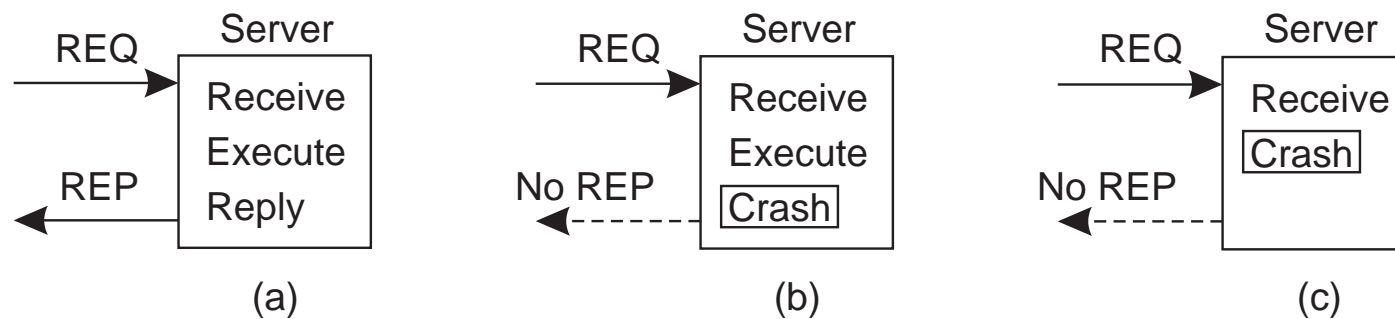 Server
REQ
Receive
Execute
REP
Reply
(a)
Server
REQ
Receive
Execute
No REP
Crash
(b)
Server
REQ
Receive
Crash
No REP
(c)